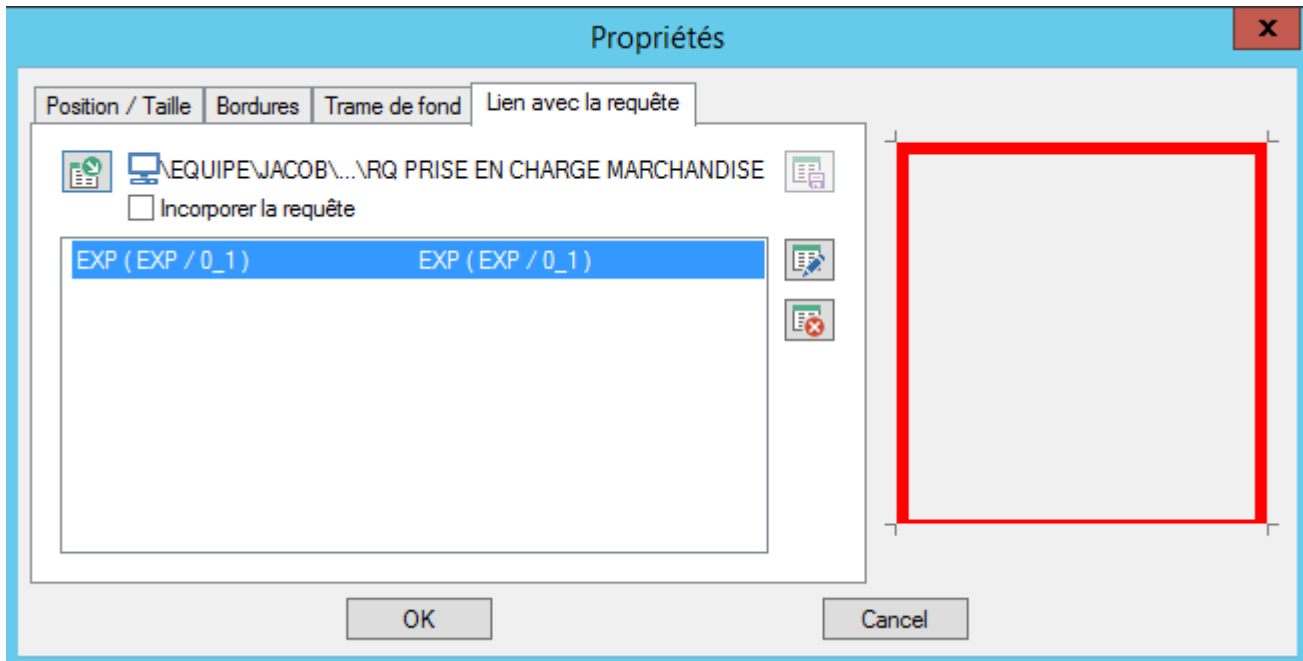 Propriétés
x
Position / Taille Bordures Trame de fond Lien avec la requête
\EQUIPE\JACOB\...\RQ PRISE EN CHARGE MARCHANDISE
Incorporer la requête
EXP ( EXP / 0_1 ) EXP ( EXP / 0_1 )
OK Cancel